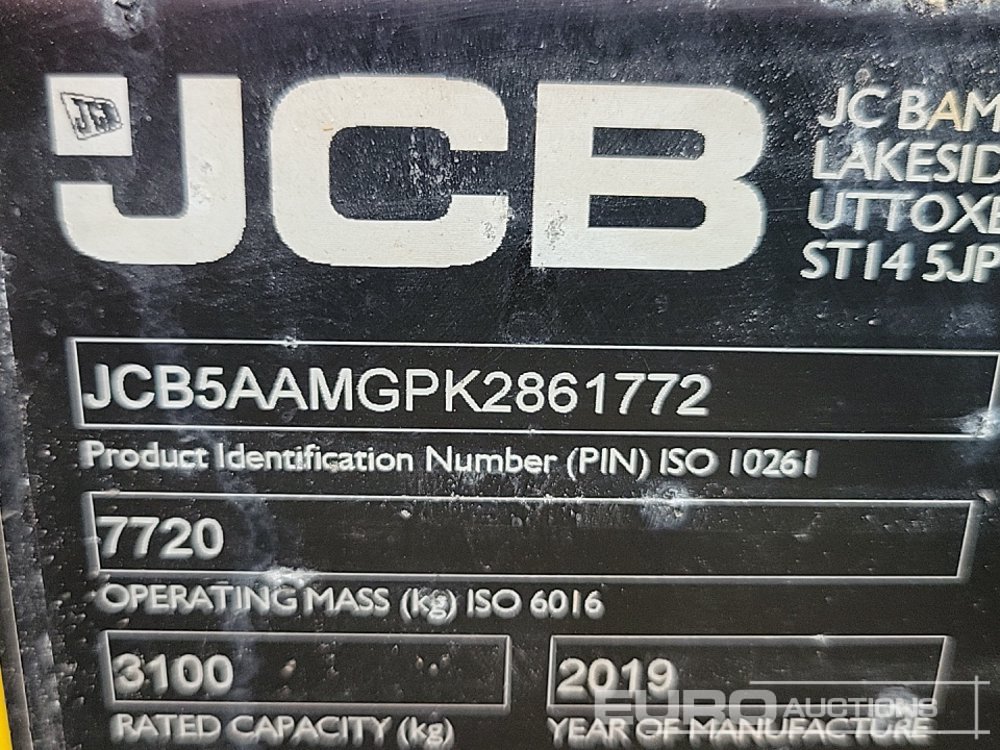 JCB
JCB
JC BAM
LAKESID
UTTOXE
ST14 5JP
JCB5AAMGPK2861772
Product Identification Number (PIN) ISO 10261
7720
OPERATING MASS (kg) ISO 6016
3100
RATED CAPACITY (kg)
2019
YEAR OF MANUFACTURE
EURO AUCTIONS